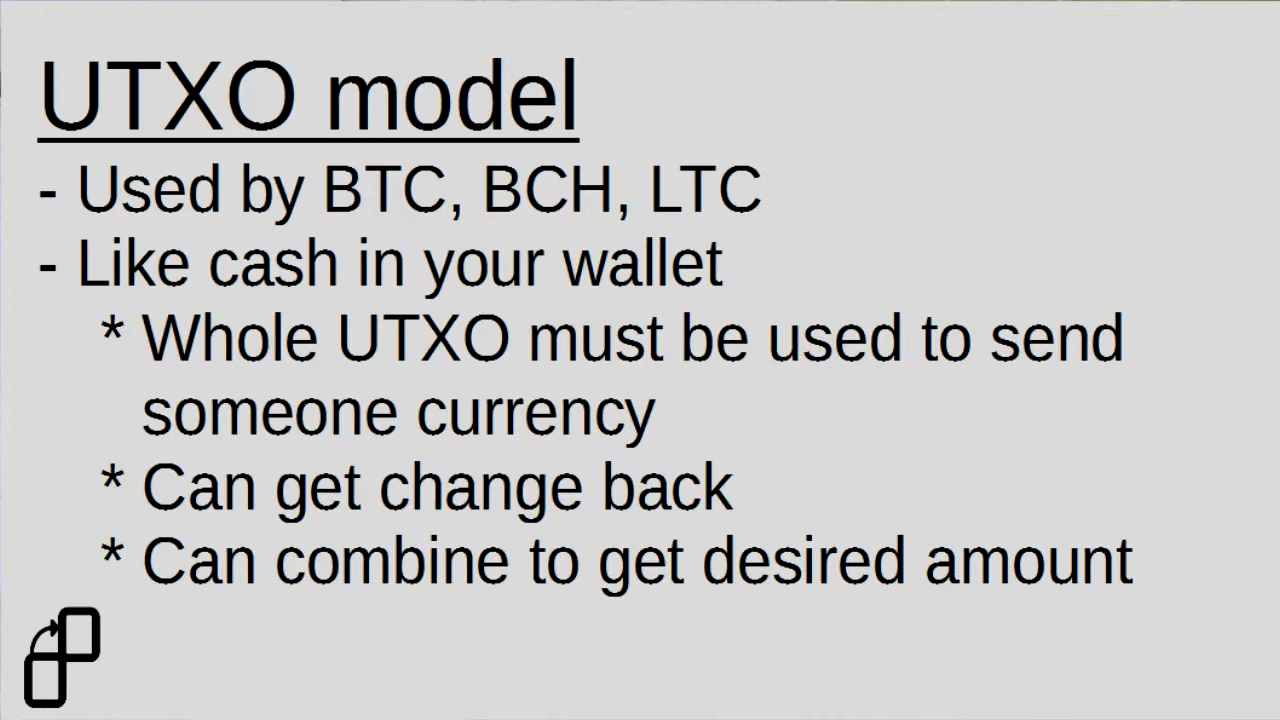 UTXO model
- Used by BTC, BCH, LTC
- Like cash in your wallet
* Whole UTXO must be used to send
someone currency
* Can get change back
* Can combine to get desired amount